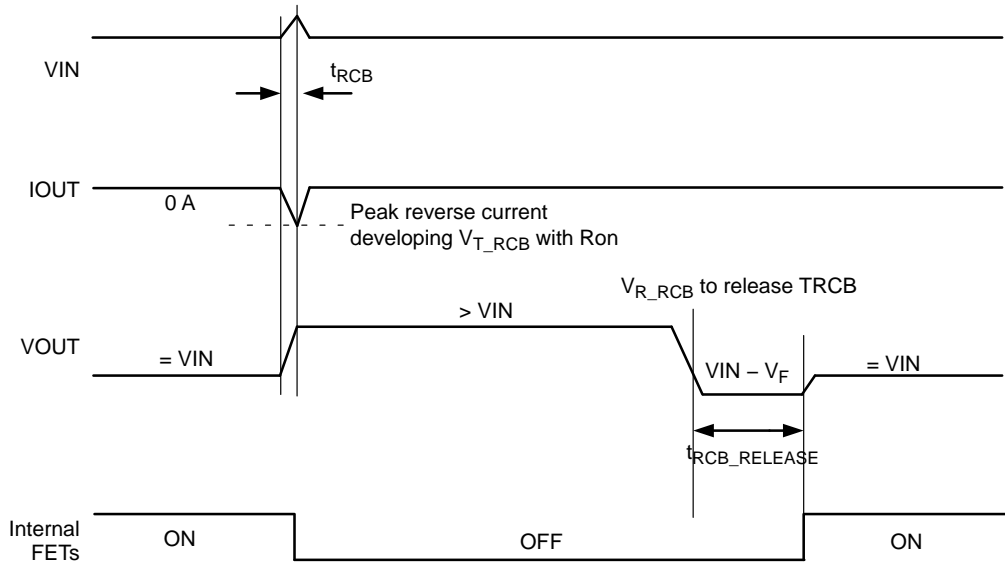 VIN
tRCB
IOUT
0 A
Peak reverse current
developing VT_RCB with Ron
VR_RCB to release TRCB
> VIN
VOUT
= VIN
VIN – VF
= VIN
tRCB_RELEASE
Internal
FETs
ON
OFF
ON